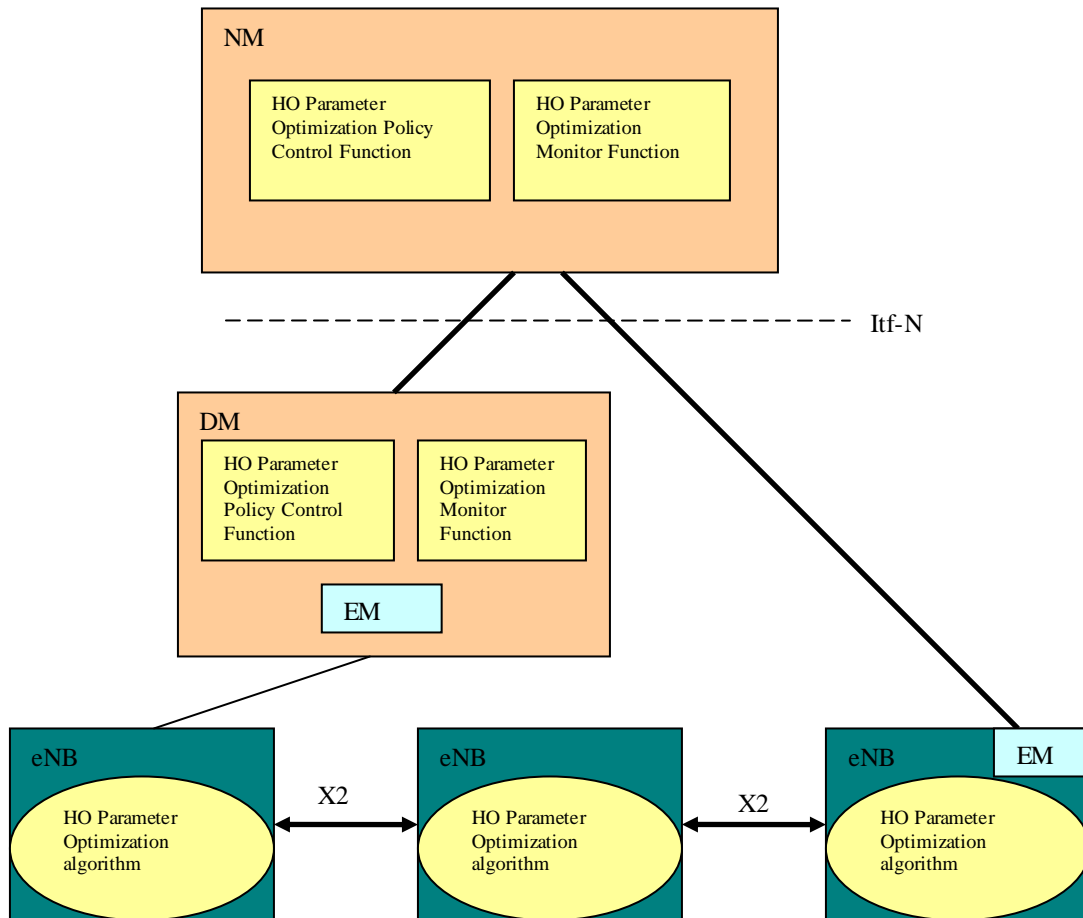 NM
HO Parameter
Optimization Policy
Control Function
HO Parameter
Optimization
Monitor Function
Itf-N
DM
HO Parameter
Optimization
Policy Control
Function
HO Parameter
Optimization
Monitor
Function
EM
eNB
HO Parameter
Optimization
algorithm
X2
eNB
HO Parameter
Optimization
algorithm
X2
eNB
EM
HO Parameter
Optimization
algorithm